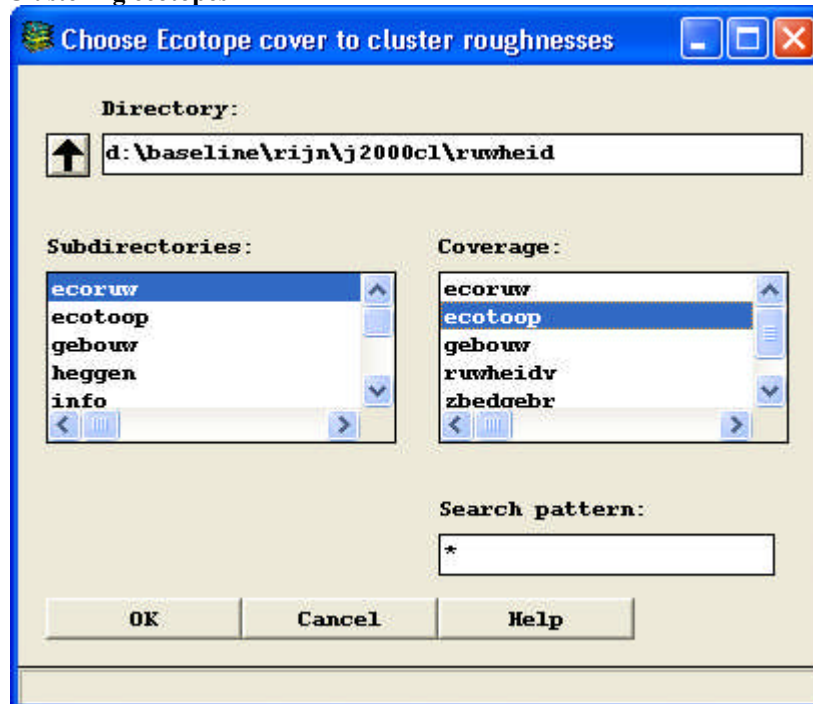 Choose Ecotope cover to cluster roughnesses
Directory:
d:\baseline\rijn\j2000cl\ruwheid
Subdirectories:
ecoruw
ecotoop
gebouw
heggen
info
Coverage:
ecoruw
ecotoop
gebouw
ruwheidv
zbedgebr
Search pattern:
*
OK Cancel Help